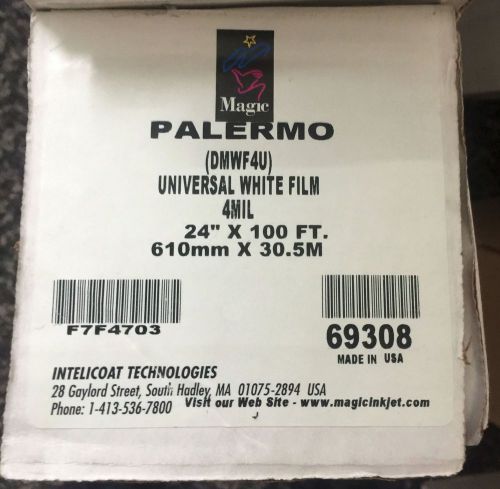 Magic
PALERMO
(DMWF4U)
UNIVERSAL WHITE FILM
4MIL
24" X 100 FT.
610mm X 30.5M
F7F4703
69308
MADE IN USA
INTELICOAT TECHNOLOGIES
28 Gaylord Street, South Hadley, MA 01075-2894 USA
Phone: 1-413-536-7800 Visit our Web Site - www.magicinkjet.com